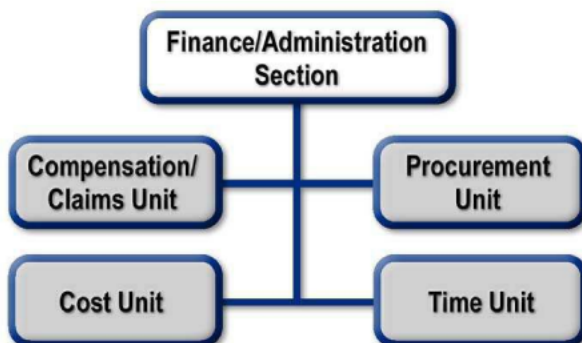 Finance/Administration
Section
Compensation/
Claims Unit
Procurement
Unit
Cost Unit
Time Unit